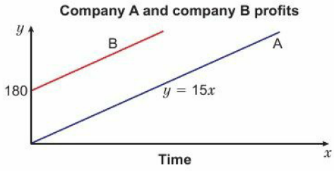 Company A and company B profits
y
B
A
180
y = 15x
x
Time